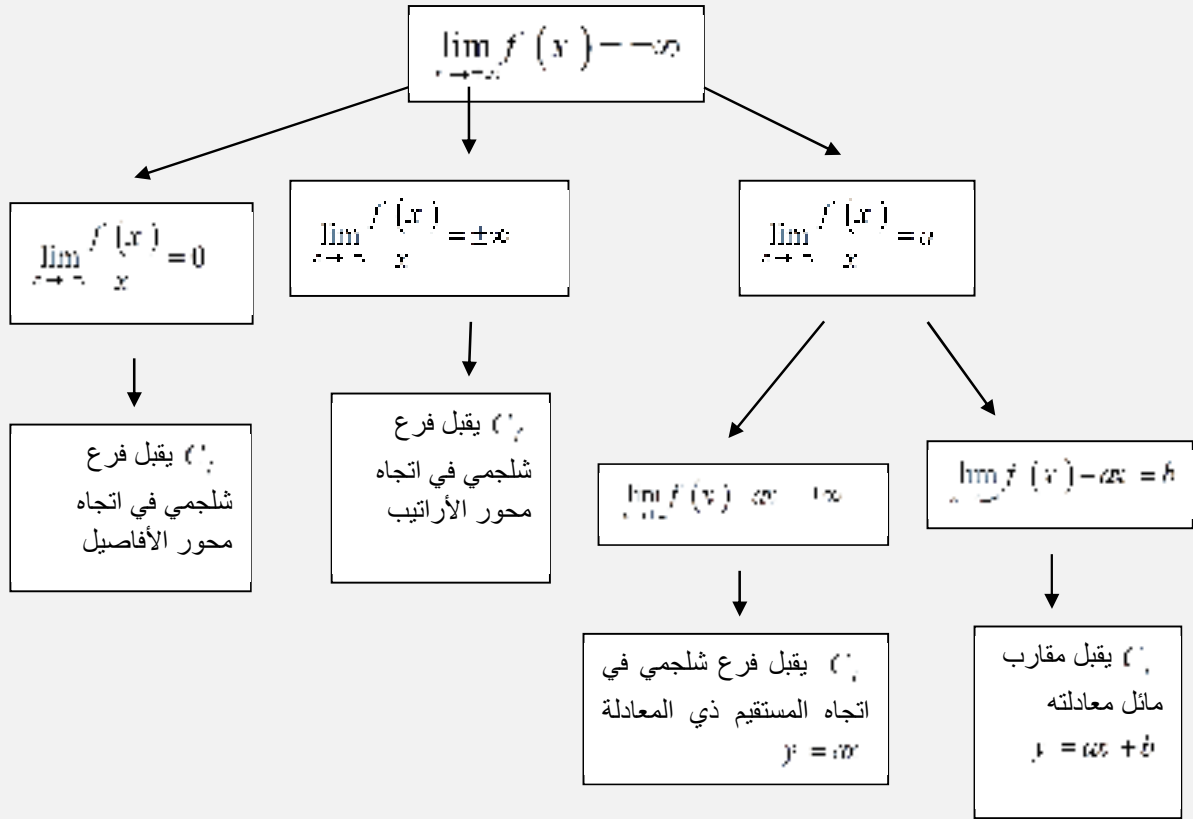 lim f(x) = -∞
lim f(x)/x = 0
lim f(x)/x = ±∞
lim f(x)/x = a
يقبل فرع
شلجمي في اتجاه
محور الأفاصيل
يقبل فرع
شلجمي في اتجاه
محور الأراتيب
lim f(x) ax ∞
lim f(x) - ax = b
يقبل فرع شلجمي في
اتجاه المستقيم ذي المعادلة
y = ax
يقبل مقارب
مائل معادلته
y = ax + b